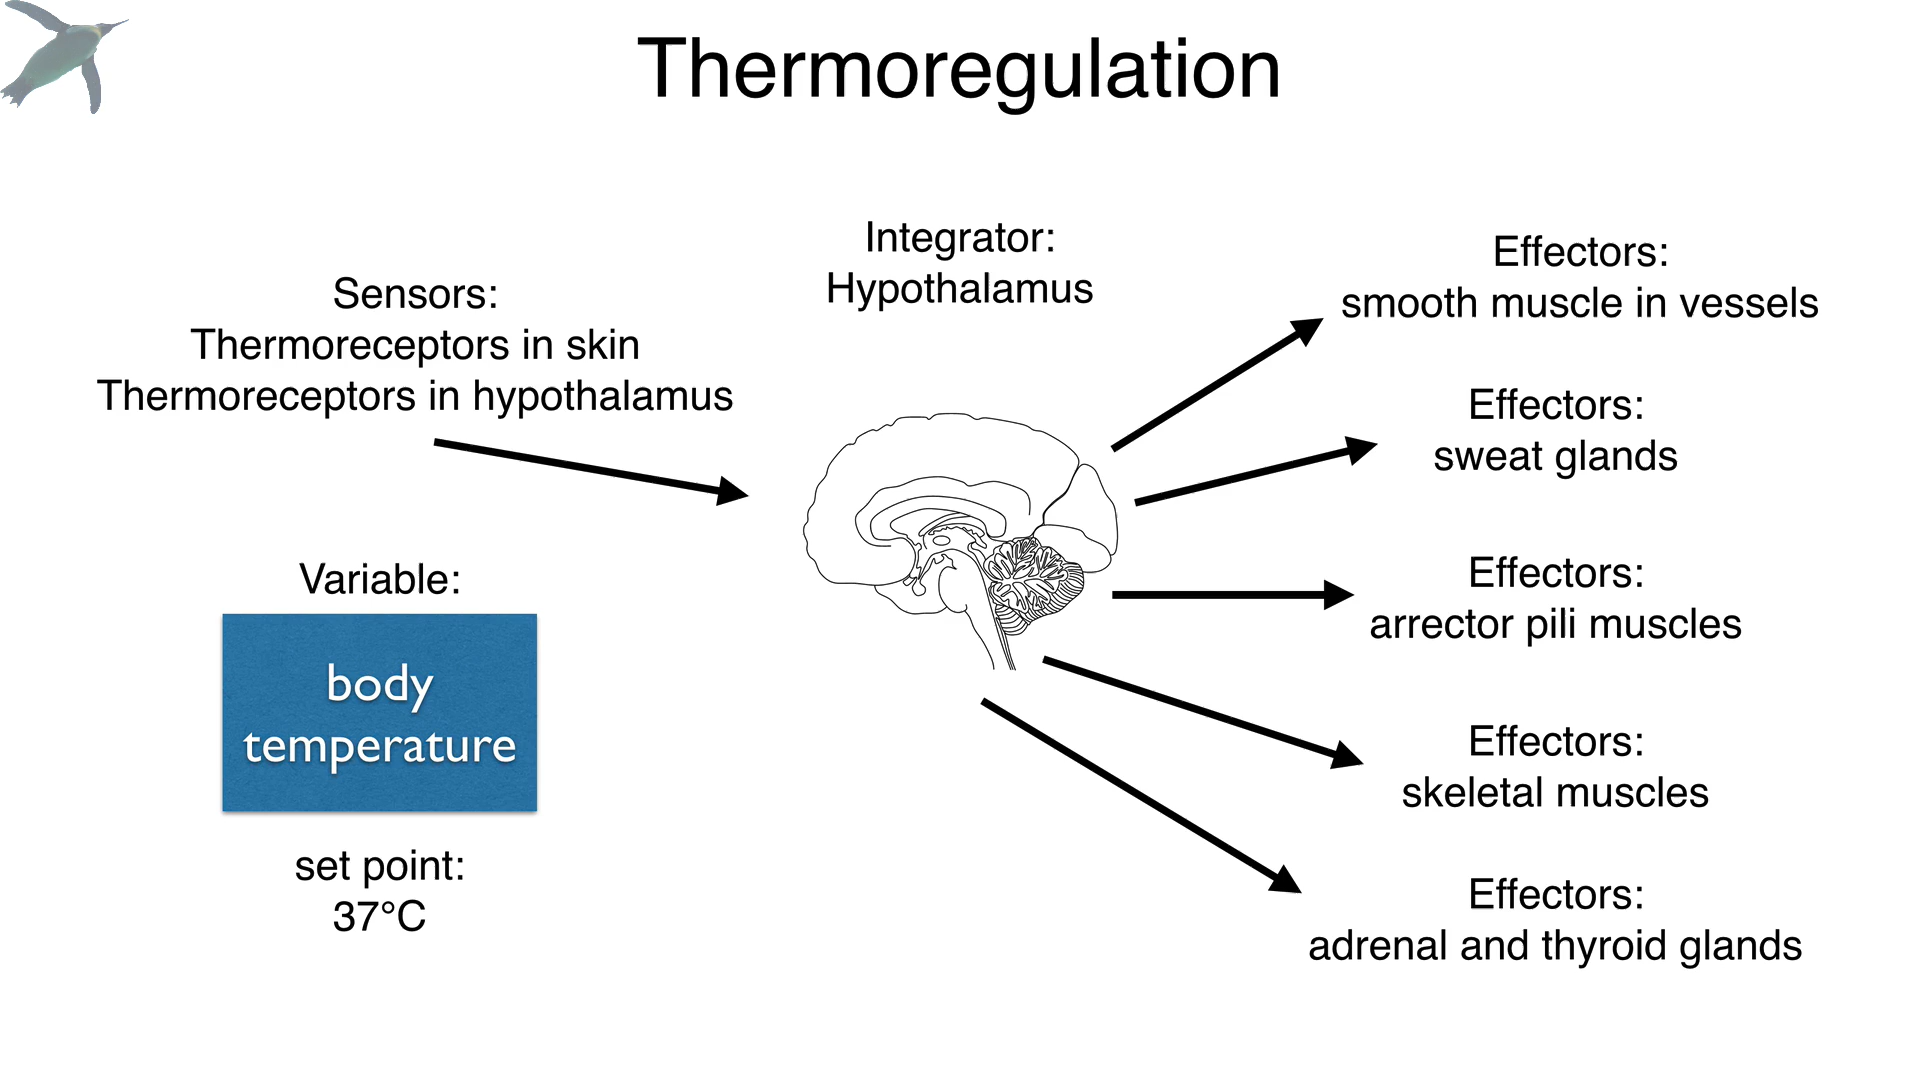 Thermoregulation
Sensors:
Thermoreceptors in skin
Thermoreceptors in hypothalamus
Variable:
body
temperature
set point:
37°C
Integrator:
Hypothalamus
Effectors:
smooth muscle in vessels
Effectors:
sweat glands
Effectors:
arrector pili muscles
Effectors:
skeletal muscles
Effectors:
adrenal and thyroid glands